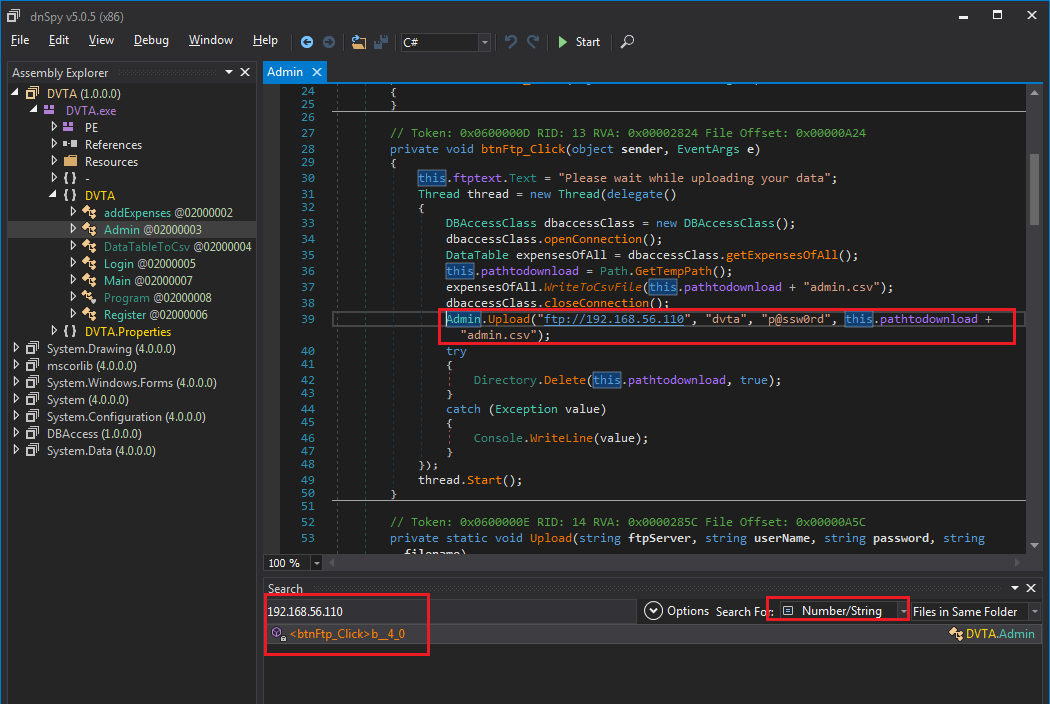 dnSpy v5.0.5 (x86)
File Edit View Debug Window Help C# Start
Assembly Explorer
DVTA (1.0.0.0)
DVTA.exe
PE
References
Resources
{ } -
{ } DVTA
addExpenses @02000002
Admin @02000003
DataTableToCsv @02000004
Login @02000005
Main @02000007
Program @02000008
Register @02000006
{ } DVTA.Properties
System.Drawing (4.0.0.0)
mscorlib (4.0.0.0)
System.Windows.Forms (4.0.0.0)
System (4.0.0.0)
System.Configuration (4.0.0.0)
DBAccess (1.0.0.0)
System.Data (4.0.0.0)
Admin
24 {
25 }
26
27 // Token: 0x0600000D RID: 13 RVA: 0x00002824 File Offset: 0x00000A24
28 private void btnFtp_Click(object sender, EventArgs e)
29 {
30 this.ftptext.Text = "Please wait while uploading your data";
31 Thread thread = new Thread(delegate()
32 {
33 DBAccessClass dbaccessClass = new DBAccessClass();
34 dbaccessClass.openConnection();
35 DataTable expensesOfAll = dbaccessClass.getExpensesOfAll();
36 this.pathtodownload = Path.GetTempPath();
37 expensesOfAll.WriteToCsvFile(this.pathtodownload + "admin.csv");
38 dbaccessClass.closeConnection();
39 Admin.Upload("ftp://192.168.56.110", "dvta", "p@ssw0rd", this.pathtodownload +
"admin.csv");
40 try
41 {
42 Directory.Delete(this.pathtodownload, true);
43 }
44 catch (Exception value)
45 {
46 Console.WriteLine(value);
47 }
48 });
49 thread.Start();
50 }
51
52 // Token: 0x0600000E RID: 14 RVA: 0x0000285C File Offset: 0x00000A5C
53 private static void Upload(string ftpServer, string userName, string password, string
filename)
100 %
Search
192.168.56.110 Options Search For: Number/String Files in Same Folder
<btnFtp_Click>b__4_0 DVTA.Admin